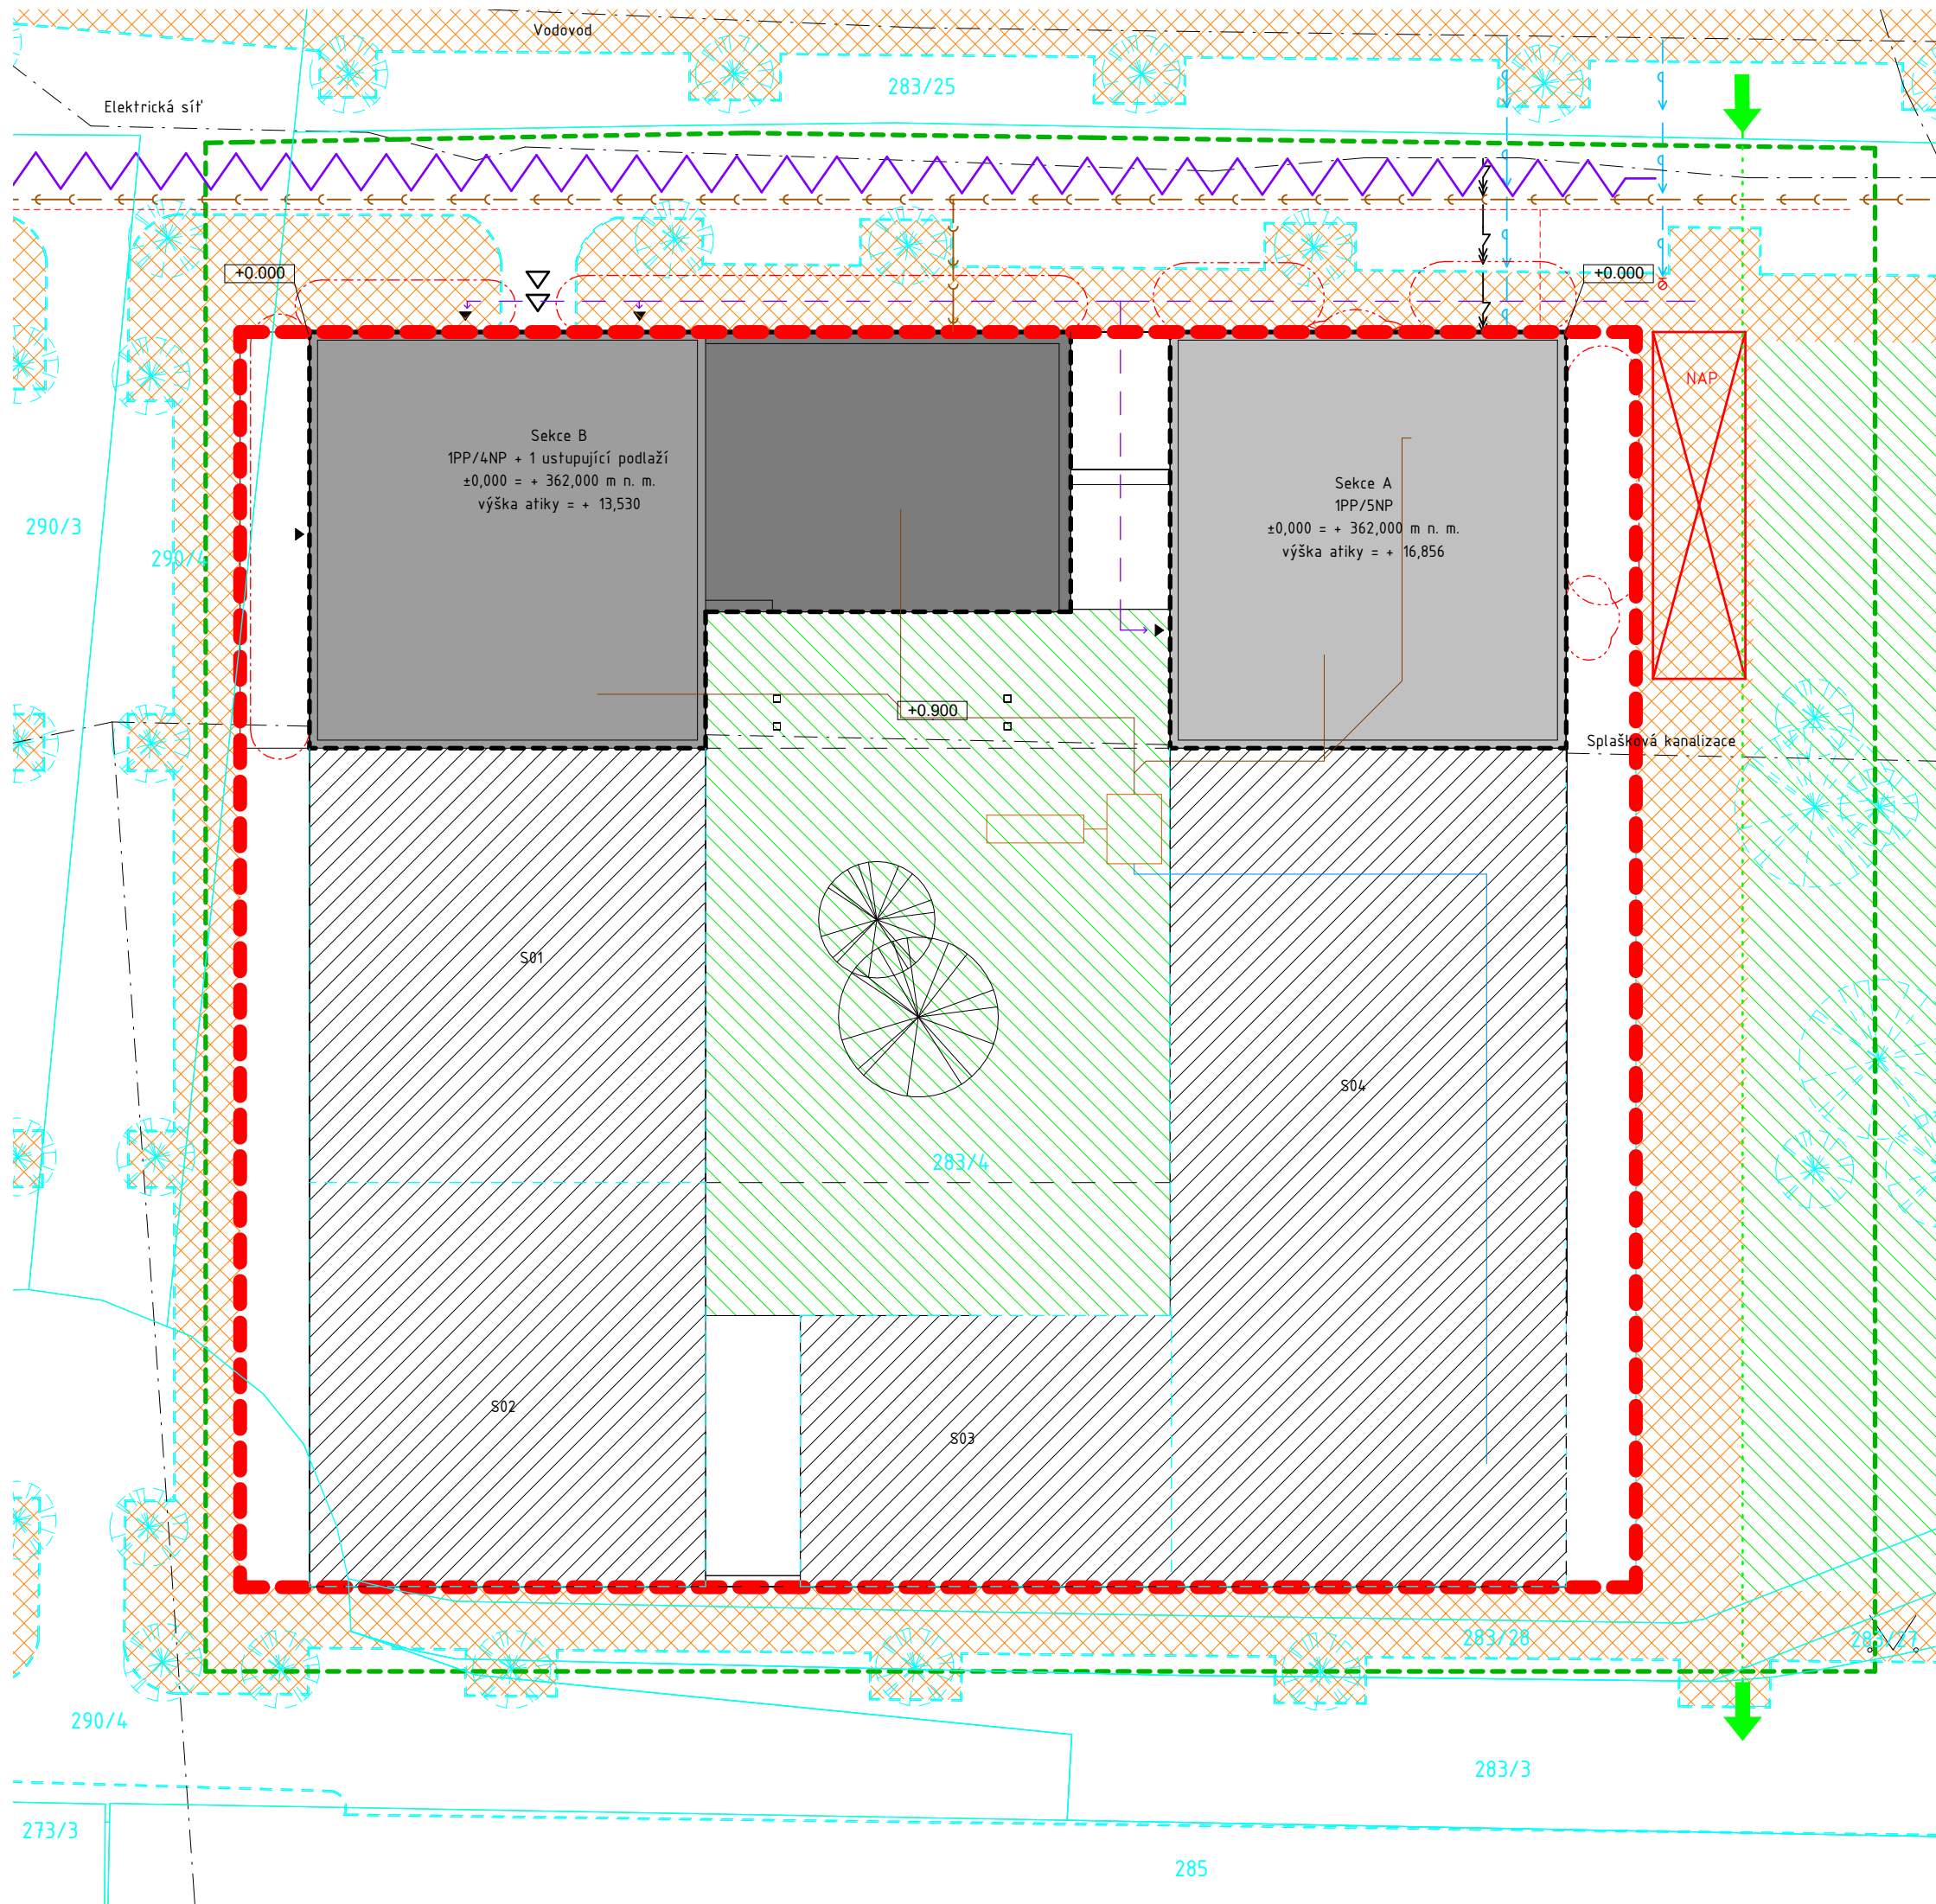 Vodovod
283/25
Elektrická síť
+0.000
+0.000
NAP
Sekce B
1PP/4NP + 1 ustupující podlaží
±0,000 = + 362,000 m n. m.
výška atiky = + 13,530
Sekce A
1PP/5NP
±0,000 = + 362,000 m n. m.
výška atiky = + 16,856
290/3
290/4
+0.900
Splašková kanalizace
S01
S04
283/4
S02
S03
283/28
283/27
290/4
283/3
273/3
285